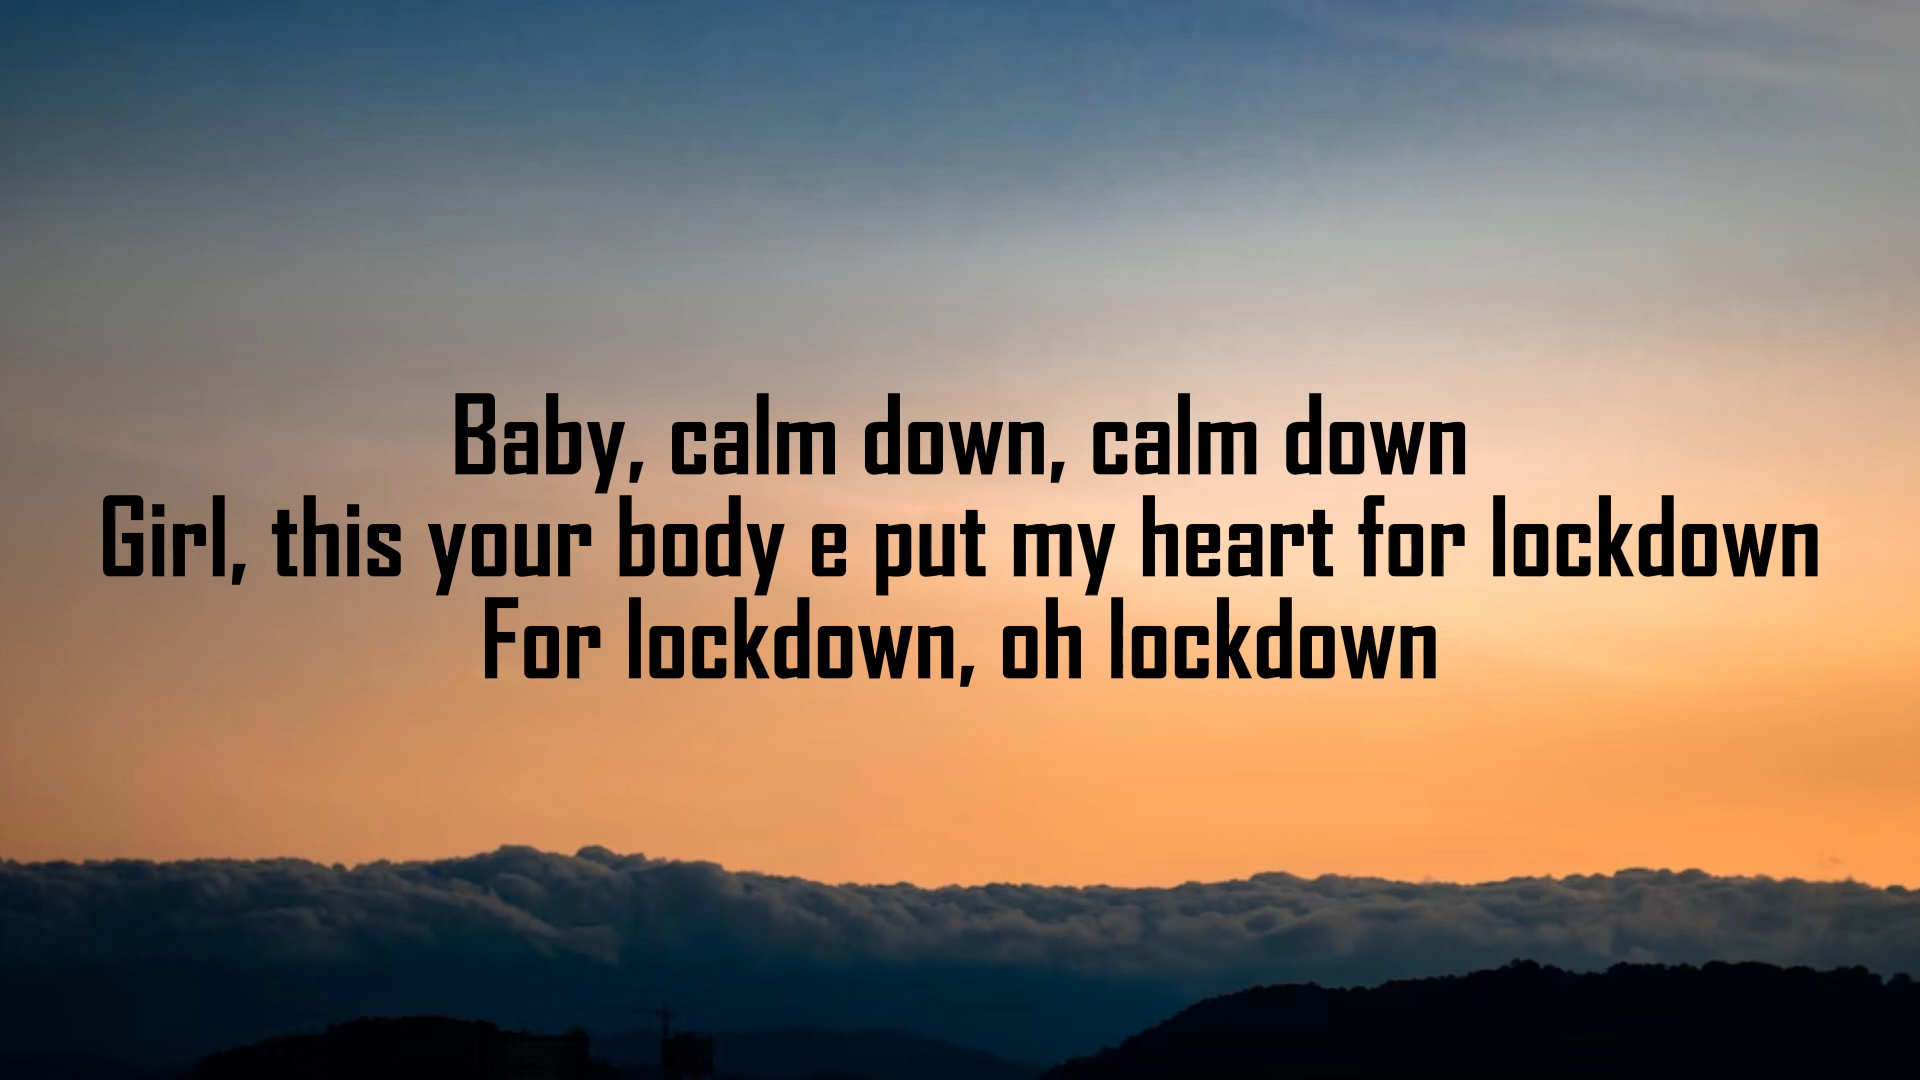 Baby, calm down, calm down
Girl, this your body e put my heart for lockdown
For lockdown, oh lockdown